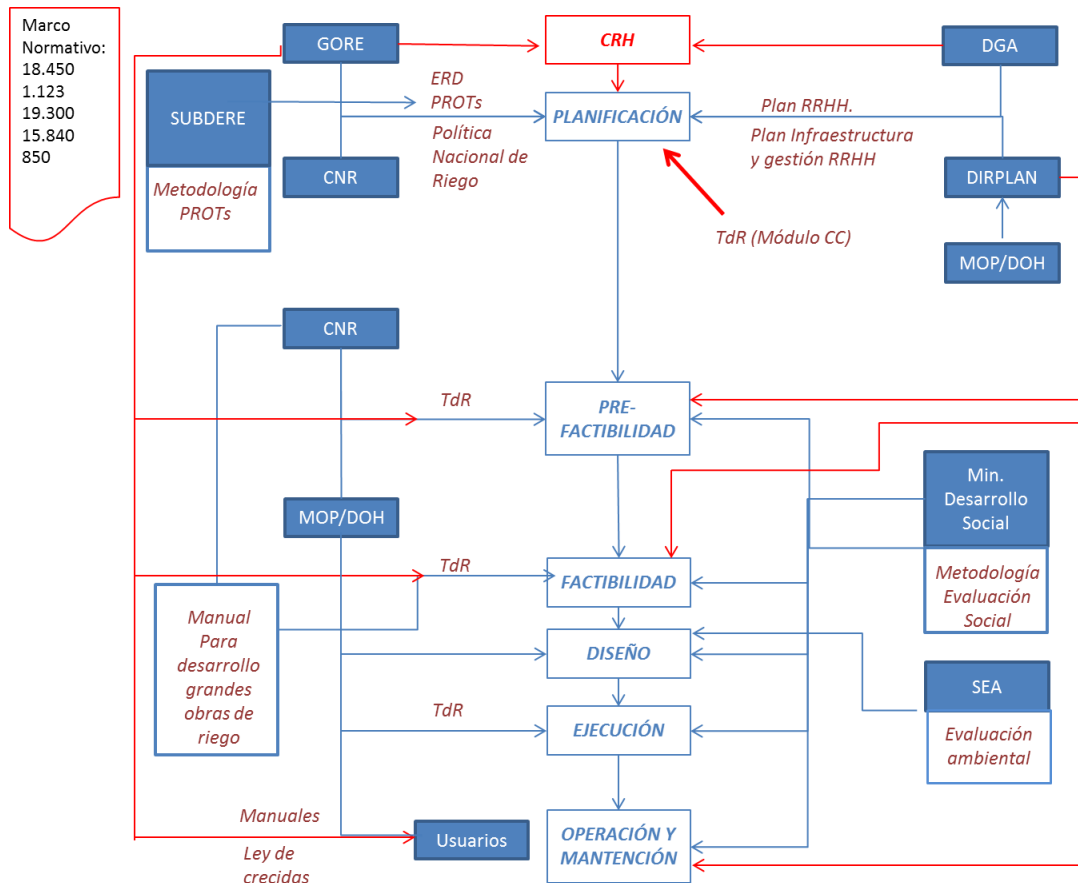 Marco
Normativo:
18.450
1.123
19.300
15.840
850
GORE
CRH
DGA
SUBDERE
ERD
PROTs
PLANIFICACIÓN
Plan RRHH.
Política
Nacional de
Riego
Plan Infraestructura
y gestión RRHH
CNR
DIRPLAN
Metodología
PROTs
TdR (Módulo CC)
MOP/DOH
CNR
TdR
PRE-
FACTIBILIDAD
Min.
Desarrollo
Social
MOP/DOH
TdR
FACTIBILIDAD
Metodología
Evaluación
Social
Manual
Para
desarrollo
grandes
obras de
riego
DISEÑO
SEA
TdR
EJECUCIÓN
Evaluación
ambiental
Manuales
Usuarios
OPERACIÓN Y
MANTENCIÓN
Ley de
crecidas